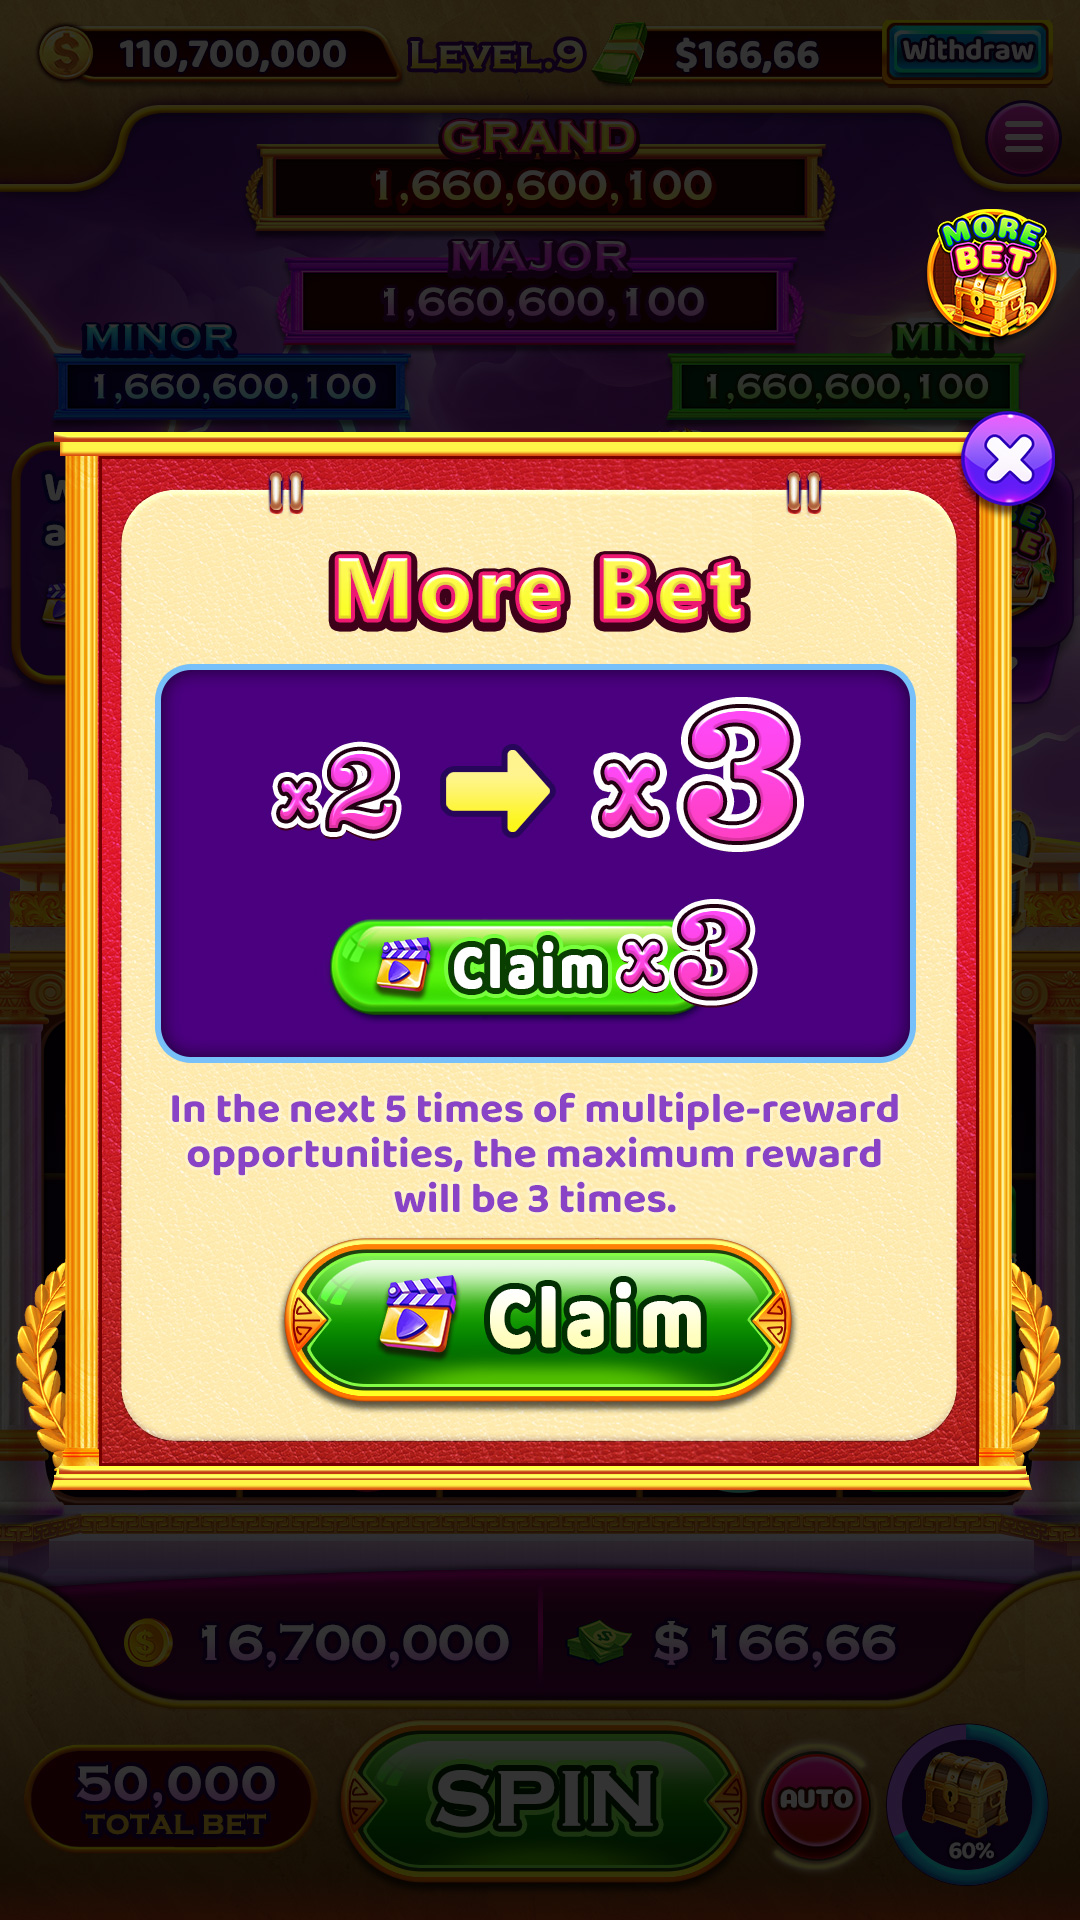 110,700,000
LEVEL.9
$166,66
Withdraw
GRAND
1,660,600,100
MORE
BET
MAJOR
1,660,600,100
MINOR
MINI
1,660,600,100
1,660,600,100
More Bet
x2
x3
Claim x3
In the next 5 times of multiple-reward
opportunities, the maximum reward
will be 3 times.
Claim
16,700,000
$ 166,66
50,000
TOTAL BET
SPIN
AUTO
60%